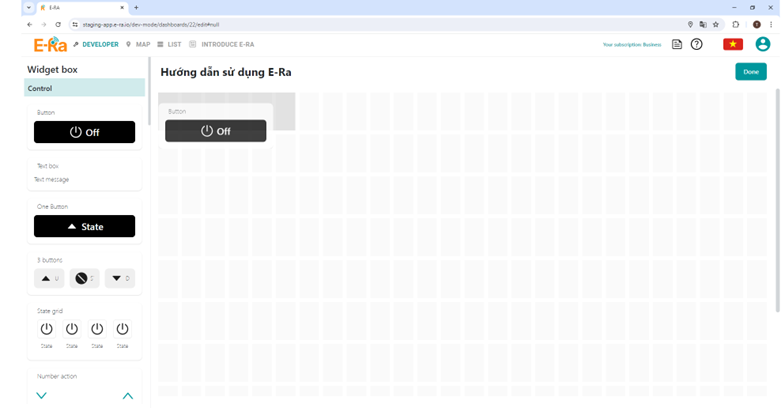 E-Ra
staging-app.e-ra.io/dev-mode/dashboards/22/edit#null
E-Ra DEVELOPER MAP LIST INTRODUCE E-RA
Your subscription Business
Widget box
Hướng dẫn sử dụng E-Ra
Done
Control
Button
Off
Button
Off
Text box
Text message
One Button
State
3 buttons
State grid
State State State State
Number action